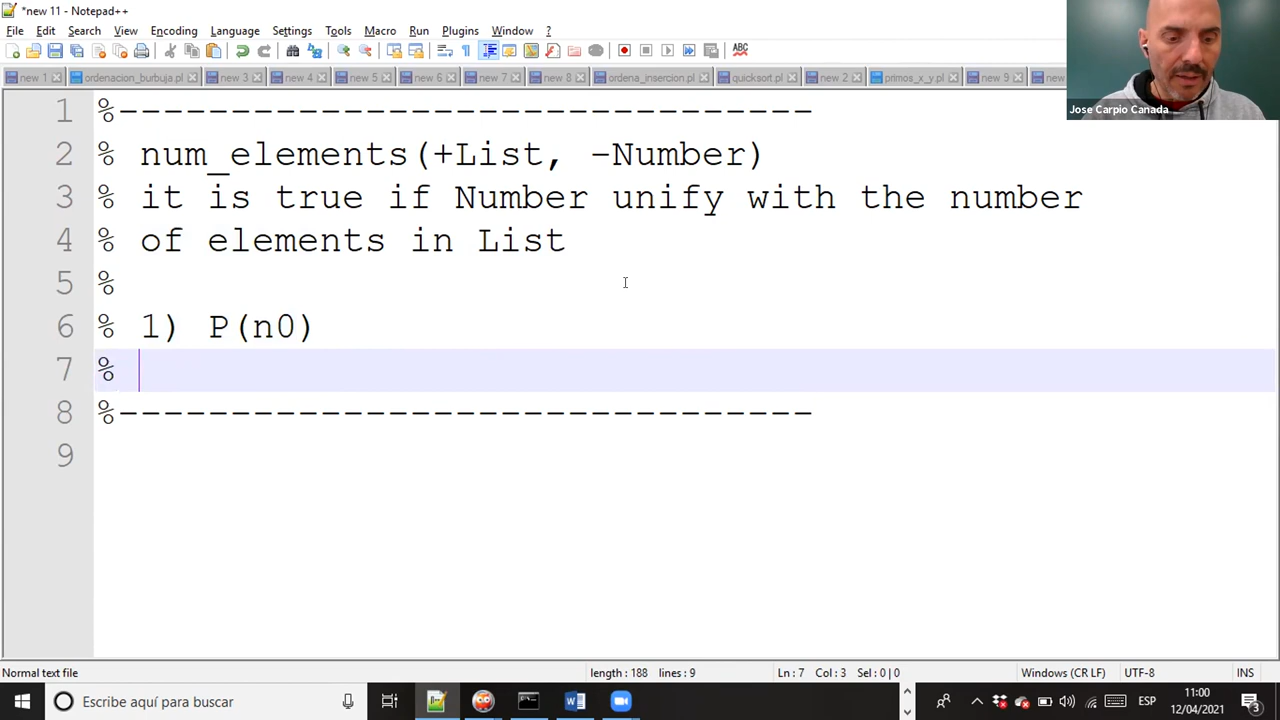 *new 11 - Notepad++
File Edit Search View Encoding Language Settings Tools Macro Run Plugins Window ?
new 1 ordenacion_burbuja.pl new 3 new 4 new 5 new 6 new 7 new 8 ordena_insercion.pl quicksort.pl new 2 primos_x_y.pl new 9 new
Jose Carpio Canada
1 %-------------------------------
2 % num_elements(+List, -Number)
3 % it is true if Number unify with the number
4 % of elements in List
5 %
6 % 1) P(n0)
7 %
8 %-------------------------------
9
Normal text file length : 188 lines : 9 Ln : 7 Col : 3 Sel : 0 | 0 Windows (CR LF) UTF-8 INS
Escribe aquí para buscar ESP 11:00
12/04/2021 3